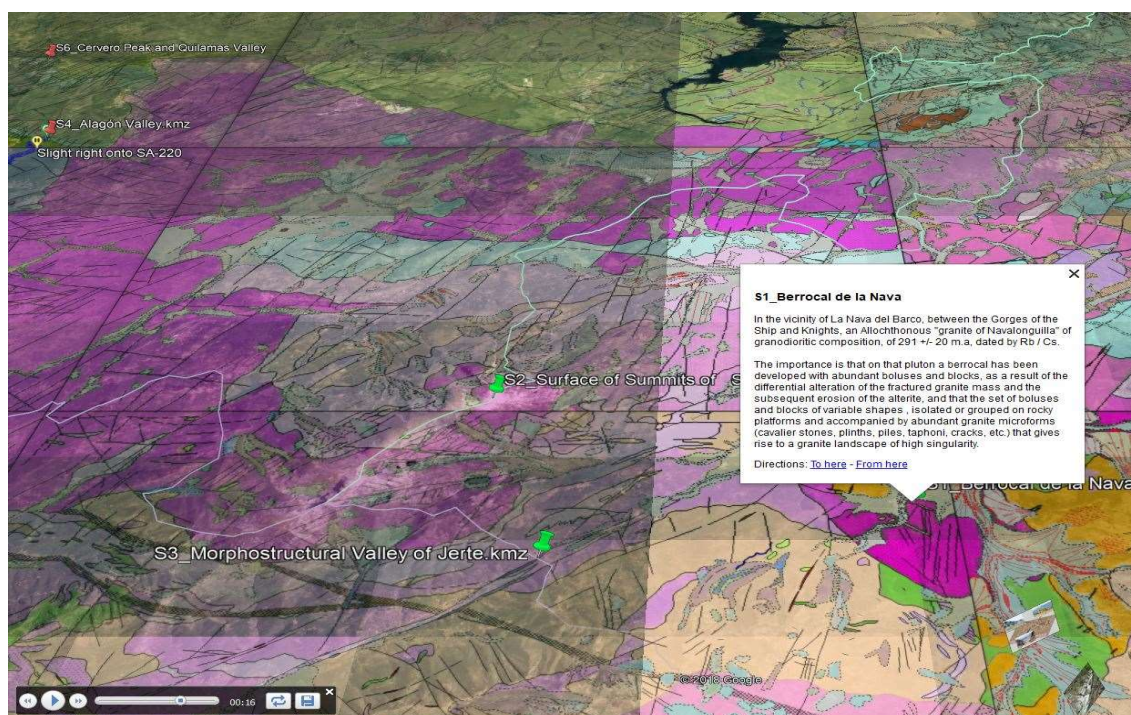 S6_Cervero Peak and Quilamas Valley
S4_Alagón Valley.kmz
Slight right onto SA-220
S1_Berrocal de la Nava
In the vicinity of La Nava del Barco, between the Gorges of the
Ship and Knights, an Allochthonous "granite of Navalonguilla" of
granodioritic composition, of 291 +/- 20 m.a, dated by Rb / Cs.
The importance is that on that pluton a berrocal has been
developed with abundant boluses and blocks, as a result of the
differential alteration of the fractured granite mass and the
subsequent erosion of the alterite, and that the set of boluses
and blocks of variable shapes , isolated or grouped on rocky
platforms and accompanied by abundant granite microforms
(cavalier stones, plinths, piles, taphoni, cracks, etc.) that gives
rise to a granite landscape of high singularity.
Directions: To here - From here
S2_Surface of Summits of S
S1_Berrocal de la Nava
S3_Morphostructural Valley of Jerte.kmz
© 2018 Google
00:16